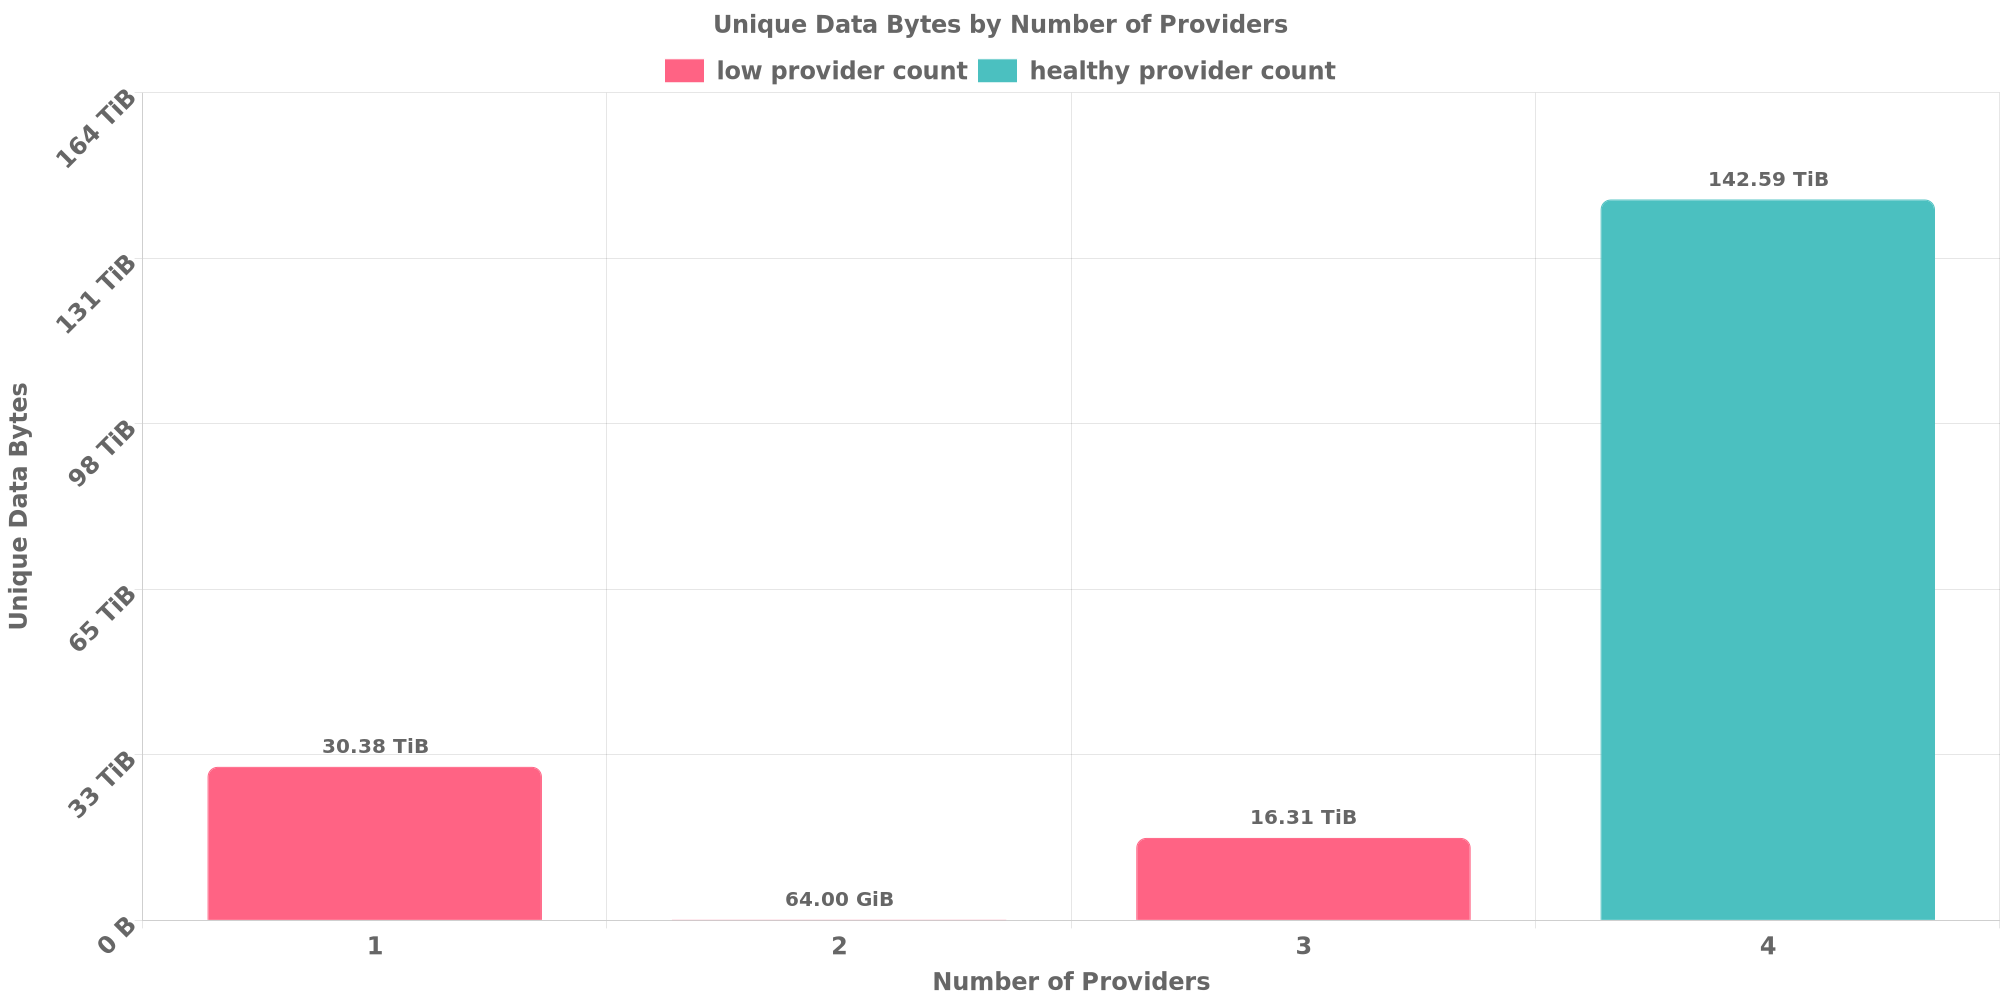 Unique Data Bytes by Number of Providers
low provider count healthy provider count
164 TiB
131 TiB
98 TiB
65 TiB
33 TiB
0 B
Unique Data Bytes
30.38 TiB
64.00 GiB
16.31 TiB
142.59 TiB
1 2 3 4
Number of Providers